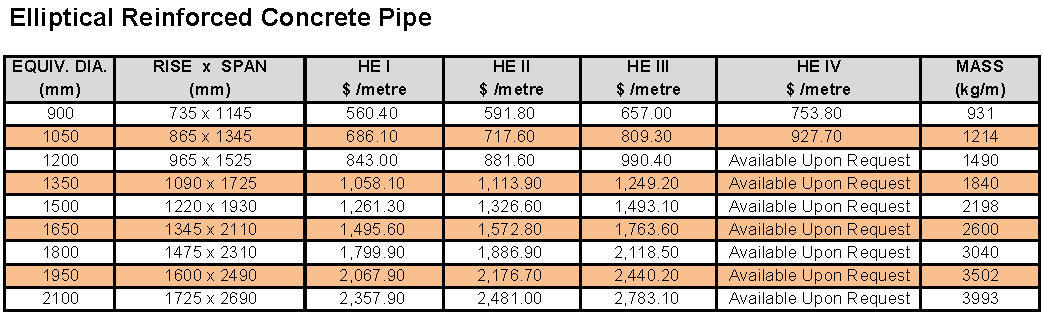 Elliptical Reinforced Concrete Pipe
EQUIV. DIA. RISE x SPAN HE I HE II HE III HE IV MASS
(mm) (mm) $ /metre $ /metre $ /metre $ /metre (kg/m)
900 735 x 1145 560.40 591.80 657.00 753.80 931
1050 865 x 1345 686.10 717.60 809.30 927.70 1214
1200 965 x 1525 843.00 881.60 990.40 Available Upon Request 1490
1350 1090 x 1725 1,058.10 1,113.90 1,249.20 Available Upon Request 1840
1500 1220 x 1930 1,261.30 1,326.60 1,493.10 Available Upon Request 2198
1650 1345 x 2110 1,495.60 1,572.80 1,763.60 Available Upon Request 2600
1800 1475 x 2310 1,799.90 1,886.90 2,118.50 Available Upon Request 3040
1950 1600 x 2490 2,067.90 2,176.70 2,440.20 Available Upon Request 3502
2100 1725 x 2690 2,357.90 2,481.00 2,783.10 Available Upon Request 3993